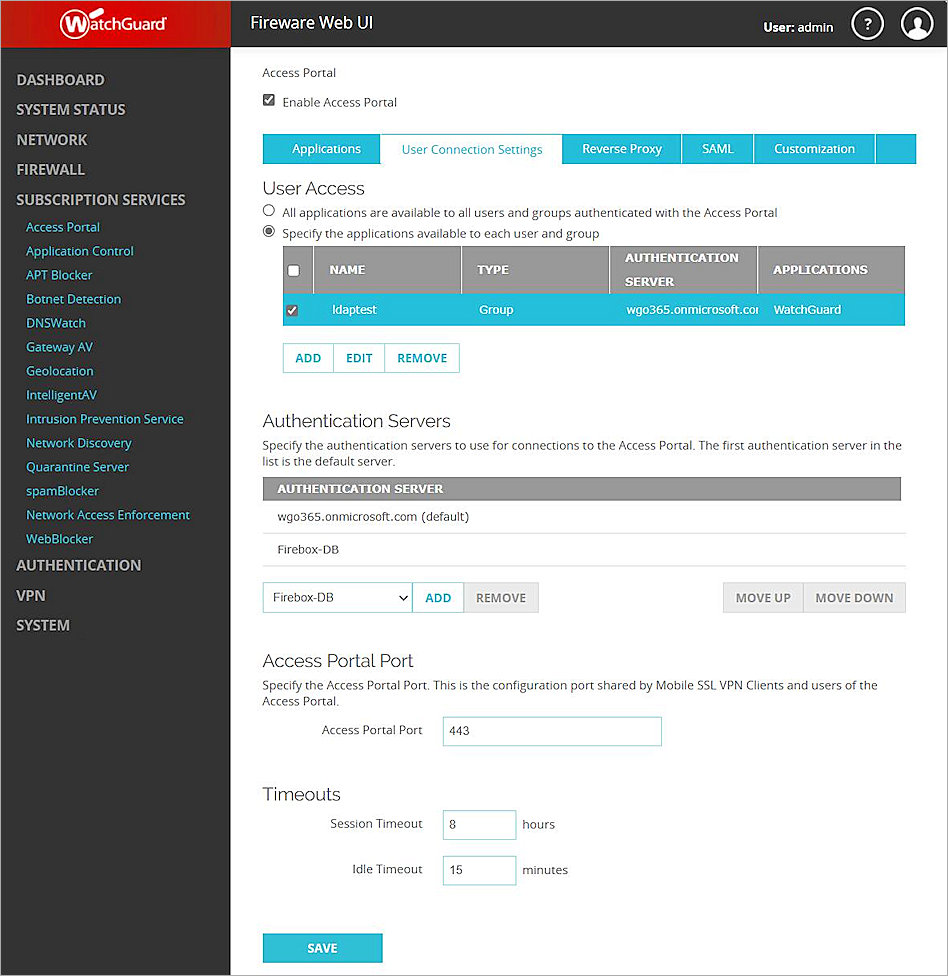 WatchGuard
Fireware Web UI
User: admin
?
DASHBOARD
SYSTEM STATUS
NETWORK
FIREWALL
SUBSCRIPTION SERVICES
Access Portal
Application Control
APT Blocker
Botnet Detection
DNSWatch
Gateway AV
Geolocation
IntelligentAV
Intrusion Prevention Service
Network Discovery
Quarantine Server
spamBlocker
Network Access Enforcement
WebBlocker
AUTHENTICATION
VPN
SYSTEM
Access Portal
Enable Access Portal
Applications User Connection Settings Reverse Proxy SAML Customization
User Access
All applications are available to all users and groups authenticated with the Access Portal
Specify the applications available to each user and group
NAME TYPE AUTHENTICATION SERVER APPLICATIONS
ldaptest Group wgo365.onmicrosoft.co WatchGuard
ADD EDIT REMOVE
Authentication Servers
Specify the authentication servers to use for connections to the Access Portal. The first authentication server in the
list is the default server.
AUTHENTICATION SERVER
wgo365.onmicrosoft.com (default)
Firebox-DB
Firebox-DB ADD REMOVE MOVE UP MOVE DOWN
Access Portal Port
Specify the Access Portal Port. This is the configuration port shared by Mobile SSL VPN Clients and users of the
Access Portal.
Access Portal Port 443
Timeouts
Session Timeout 8 hours
Idle Timeout 15 minutes
SAVE